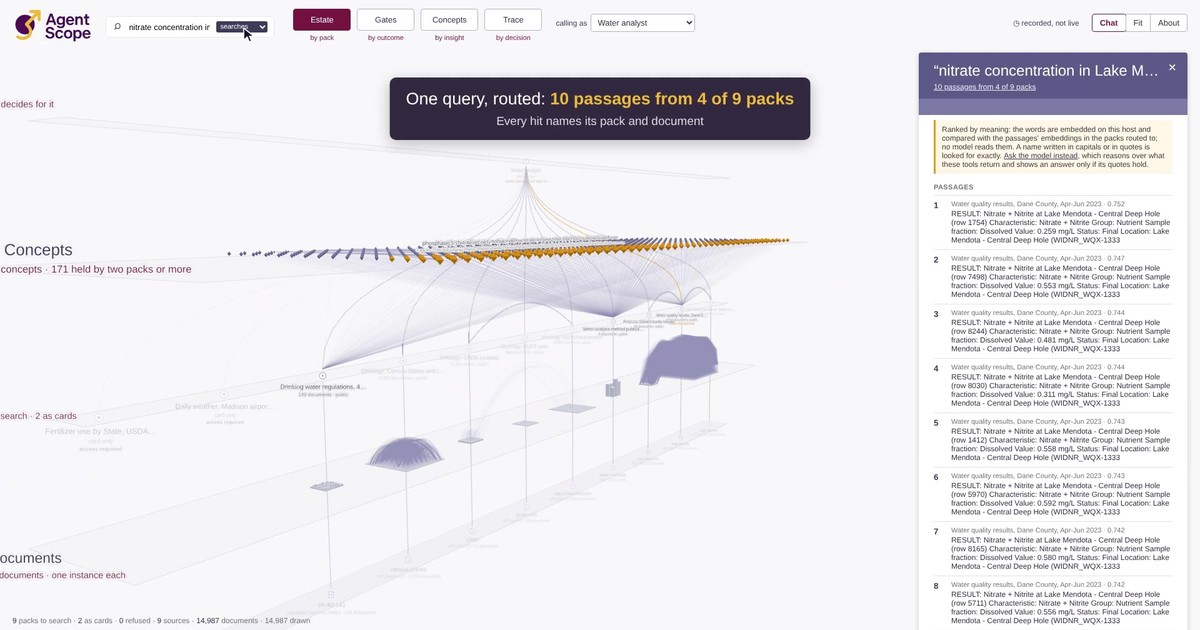 Agent
Scope
nitrate concentration in
searches
Estate
by pack
Gates
by outcome
Concepts
by insight
Trace
by decision
calling as
Water analyst
recorded, not live
Chat
Fit
About
One query, routed: 10 passages from 4 of 9 packs
Every hit names its pack and document
decides for it
Concepts
concepts · 171 held by two packs or more
Drinking water regulations, 4...
Daily weather, Madison airpor...
card only
access required
search · 2 as cards
Fertilizer use by State, USDA...
card only
access required
ocuments
documents · one instance each
9 packs to search · 2 as cards · 0 refused · 9 sources · 14,987 documents · 14,987 drawn
“nitrate concentration in Lake M…
10 passages from 4 of 9 packs
Ranked by meaning: the words are embedded on this host and
compared with the passages' embeddings in the packs routed to;
no model reads them. A name written in capitals or in quotes is
looked for exactly. Ask the model instead, which reasons over what
these tools return and shows an answer only if its quotes hold.
PASSAGES
1 Water quality results, Dane County, Apr-Jun 2023 · 0.752
RESULT: Nitrate + Nitrite at Lake Mendota - Central Deep Hole
(row 1754) Characteristic: Nitrate + Nitrite Group: Nutrient Sample
fraction: Dissolved Value: 0.259 mg/L Status: Final Location: Lake
Mendota - Central Deep Hole (WIDNR_WQX-1333
2 Water quality results, Dane County, Apr-Jun 2023 · 0.747
RESULT: Nitrate + Nitrite at Lake Mendota - Central Deep Hole
(row 7498) Characteristic: Nitrate + Nitrite Group: Nutrient Sample
fraction: Dissolved Value: 0.553 mg/L Status: Final Location: Lake
Mendota - Central Deep Hole (WIDNR_WQX-1333
3 Water quality results, Dane County, Apr-Jun 2023 · 0.744
RESULT: Nitrate + Nitrite at Lake Mendota - Central Deep Hole
(row 8244) Characteristic: Nitrate + Nitrite Group: Nutrient Sample
fraction: Dissolved Value: 0.481 mg/L Status: Final Location: Lake
Mendota - Central Deep Hole (WIDNR_WQX-1333
4 Water quality results, Dane County, Apr-Jun 2023 · 0.744
RESULT: Nitrate + Nitrite at Lake Mendota - Central Deep Hole
(row 8030) Characteristic: Nitrate + Nitrite Group: Nutrient Sample
fraction: Dissolved Value: 0.311 mg/L Status: Final Location: Lake
Mendota - Central Deep Hole (WIDNR_WQX-1333
5 Water quality results, Dane County, Apr-Jun 2023 · 0.743
RESULT: Nitrate + Nitrite at Lake Mendota - Central Deep Hole
(row 1412) Characteristic: Nitrate + Nitrite Group: Nutrient Sample
fraction: Dissolved Value: 0.558 mg/L Status: Final Location: Lake
Mendota - Central Deep Hole (WIDNR_WQX-1333
6 Water quality results, Dane County, Apr-Jun 2023 · 0.743
RESULT: Nitrate + Nitrite at Lake Mendota - Central Deep Hole
(row 5970) Characteristic: Nitrate + Nitrite Group: Nutrient Sample
fraction: Dissolved Value: 0.592 mg/L Status: Final Location: Lake
Mendota - Central Deep Hole (WIDNR_WQX-1333
7 Water quality results, Dane County, Apr-Jun 2023 · 0.742
RESULT: Nitrate + Nitrite at Lake Mendota - Central Deep Hole
(row 8165) Characteristic: Nitrate + Nitrite Group: Nutrient Sample
fraction: Dissolved Value: 0.580 mg/L Status: Final Location: Lake
Mendota - Central Deep Hole (WIDNR_WQX-1333
8 Water quality results, Dane County, Apr-Jun 2023 · 0.742
RESULT: Nitrate + Nitrite at Lake Mendota - Central Deep Hole
(row 5711) Characteristic: Nitrate + Nitrite Group: Nutrient Sample
fraction: Dissolved Value: 0.556 mg/L Status: Final Location: Lake
Mendota - Central Deep Hole (WIDNR_WQX-1333